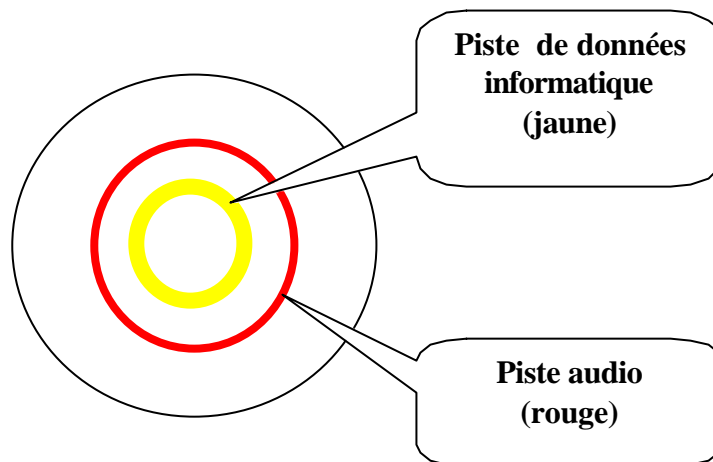 Piste de données
informatique
(jaune)
Piste audio
(rouge)